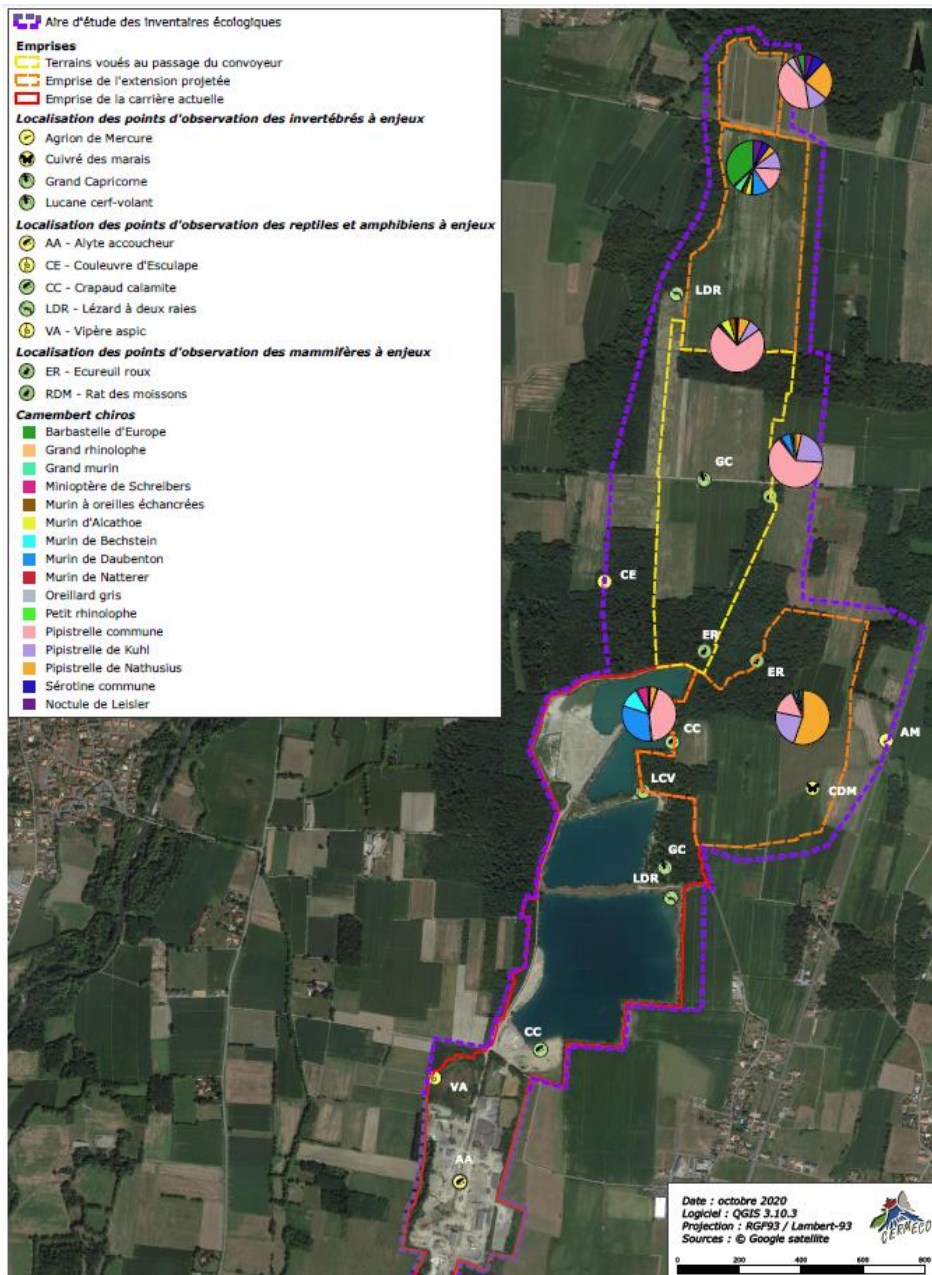 Aire d'étude des inventaires écologiques
Emprises
Terrains voués au passage du convoyeur
Emprise de l'extension projetée
Emprise de la carrière actuelle
Localisation des points d'observation des invertébrés à enjeux
Agrion de Mercure
Cuivré des marais
Grand Capricorne
Lucane cerf-volant
Localisation des points d'observation des reptiles et amphibiens à enjeux
AA - Alyte accoucheur
CE - Couleuvre d'Esculape
CC - Crapaud calamite
LDR - Lézard à deux raies
VA - Vipère aspic
Localisation des points d'observation des mammifères à enjeux
ER - Ecureuil roux
RDM - Rat des moissons
Camembert chiros
Barbastelle d'Europe
Grand rhinolophe
Grand murin
Minioptère de Schreibers
Murin à oreilles échancrées
Murin d'Alcathoe
Murin de Bechstein
Murin de Daubenton
Murin de Natterer
Oreillard gris
Petit rhinolophe
Pipistrelle commune
Pipistrelle de Kuhl
Pipistrelle de Nathusius
Sérotine commune
Noctule de Leisler
N
LDR
GC
CE
ER
ER
CC
AM
LCV
CDM
GC
LDR
CC
VA
AA
Date : octobre 2020
Logiciel : QGIS 3.10.3
Projection : RGF93 / Lambert-93
Sources : © Google satellite
CERMECO
0 200 400 600 800